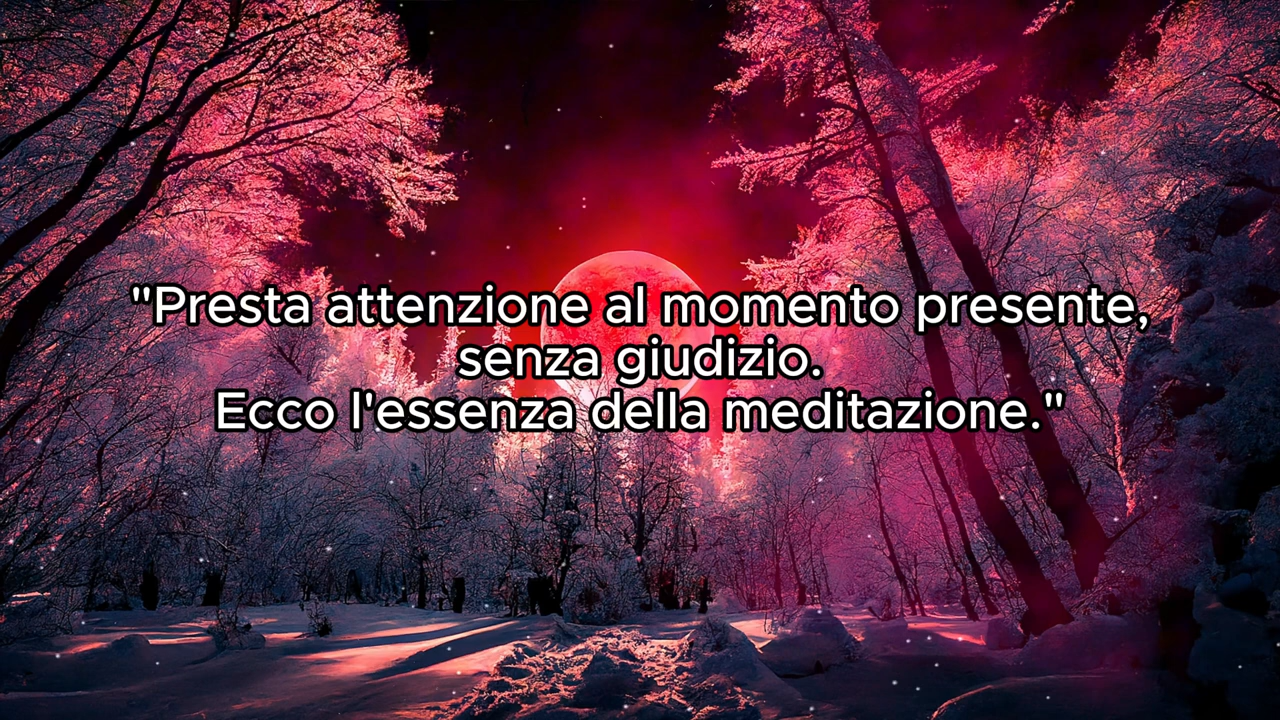 "Presta attenzione al momento presente,
senza giudizio.
Ecco l'essenza della meditazione."